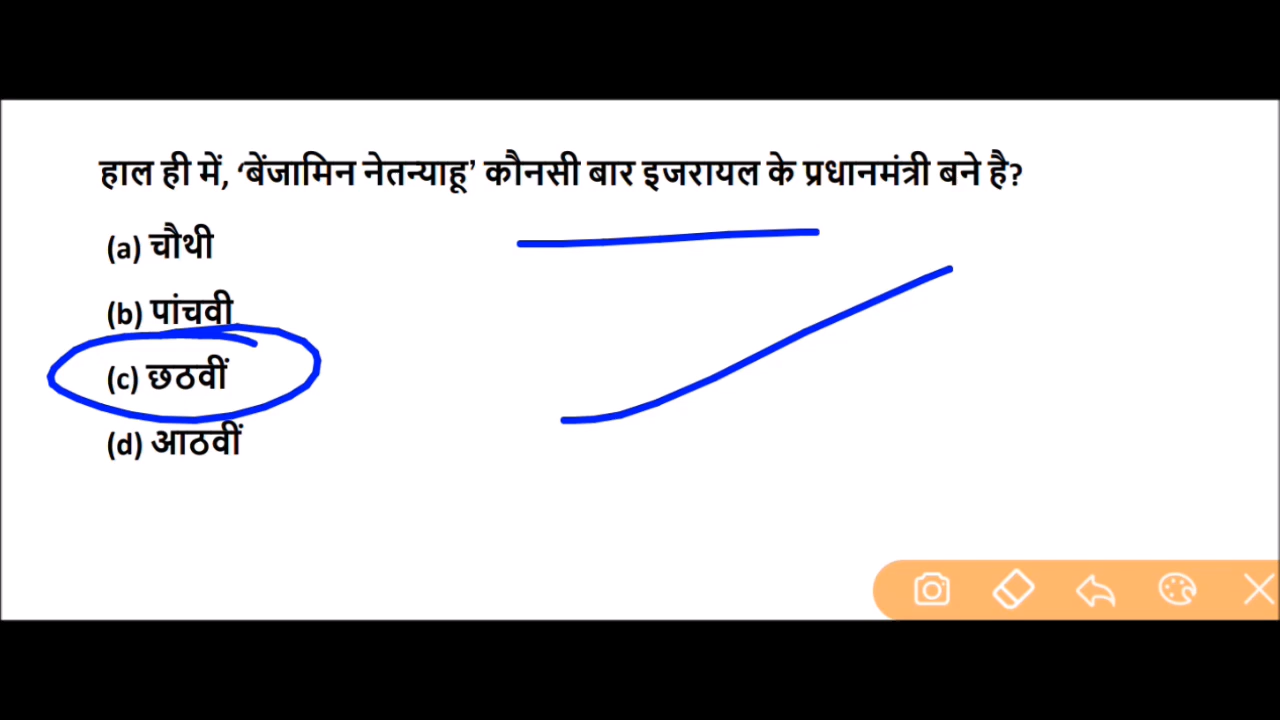 हाल ही में, ‘बेंजामिन नेतन्याहू’ कौनसी बार इजरायल के प्रधानमंत्री बने है?
(a) चौथी
(b) पांचवी
(c) छठवीं
(d) आठवीं